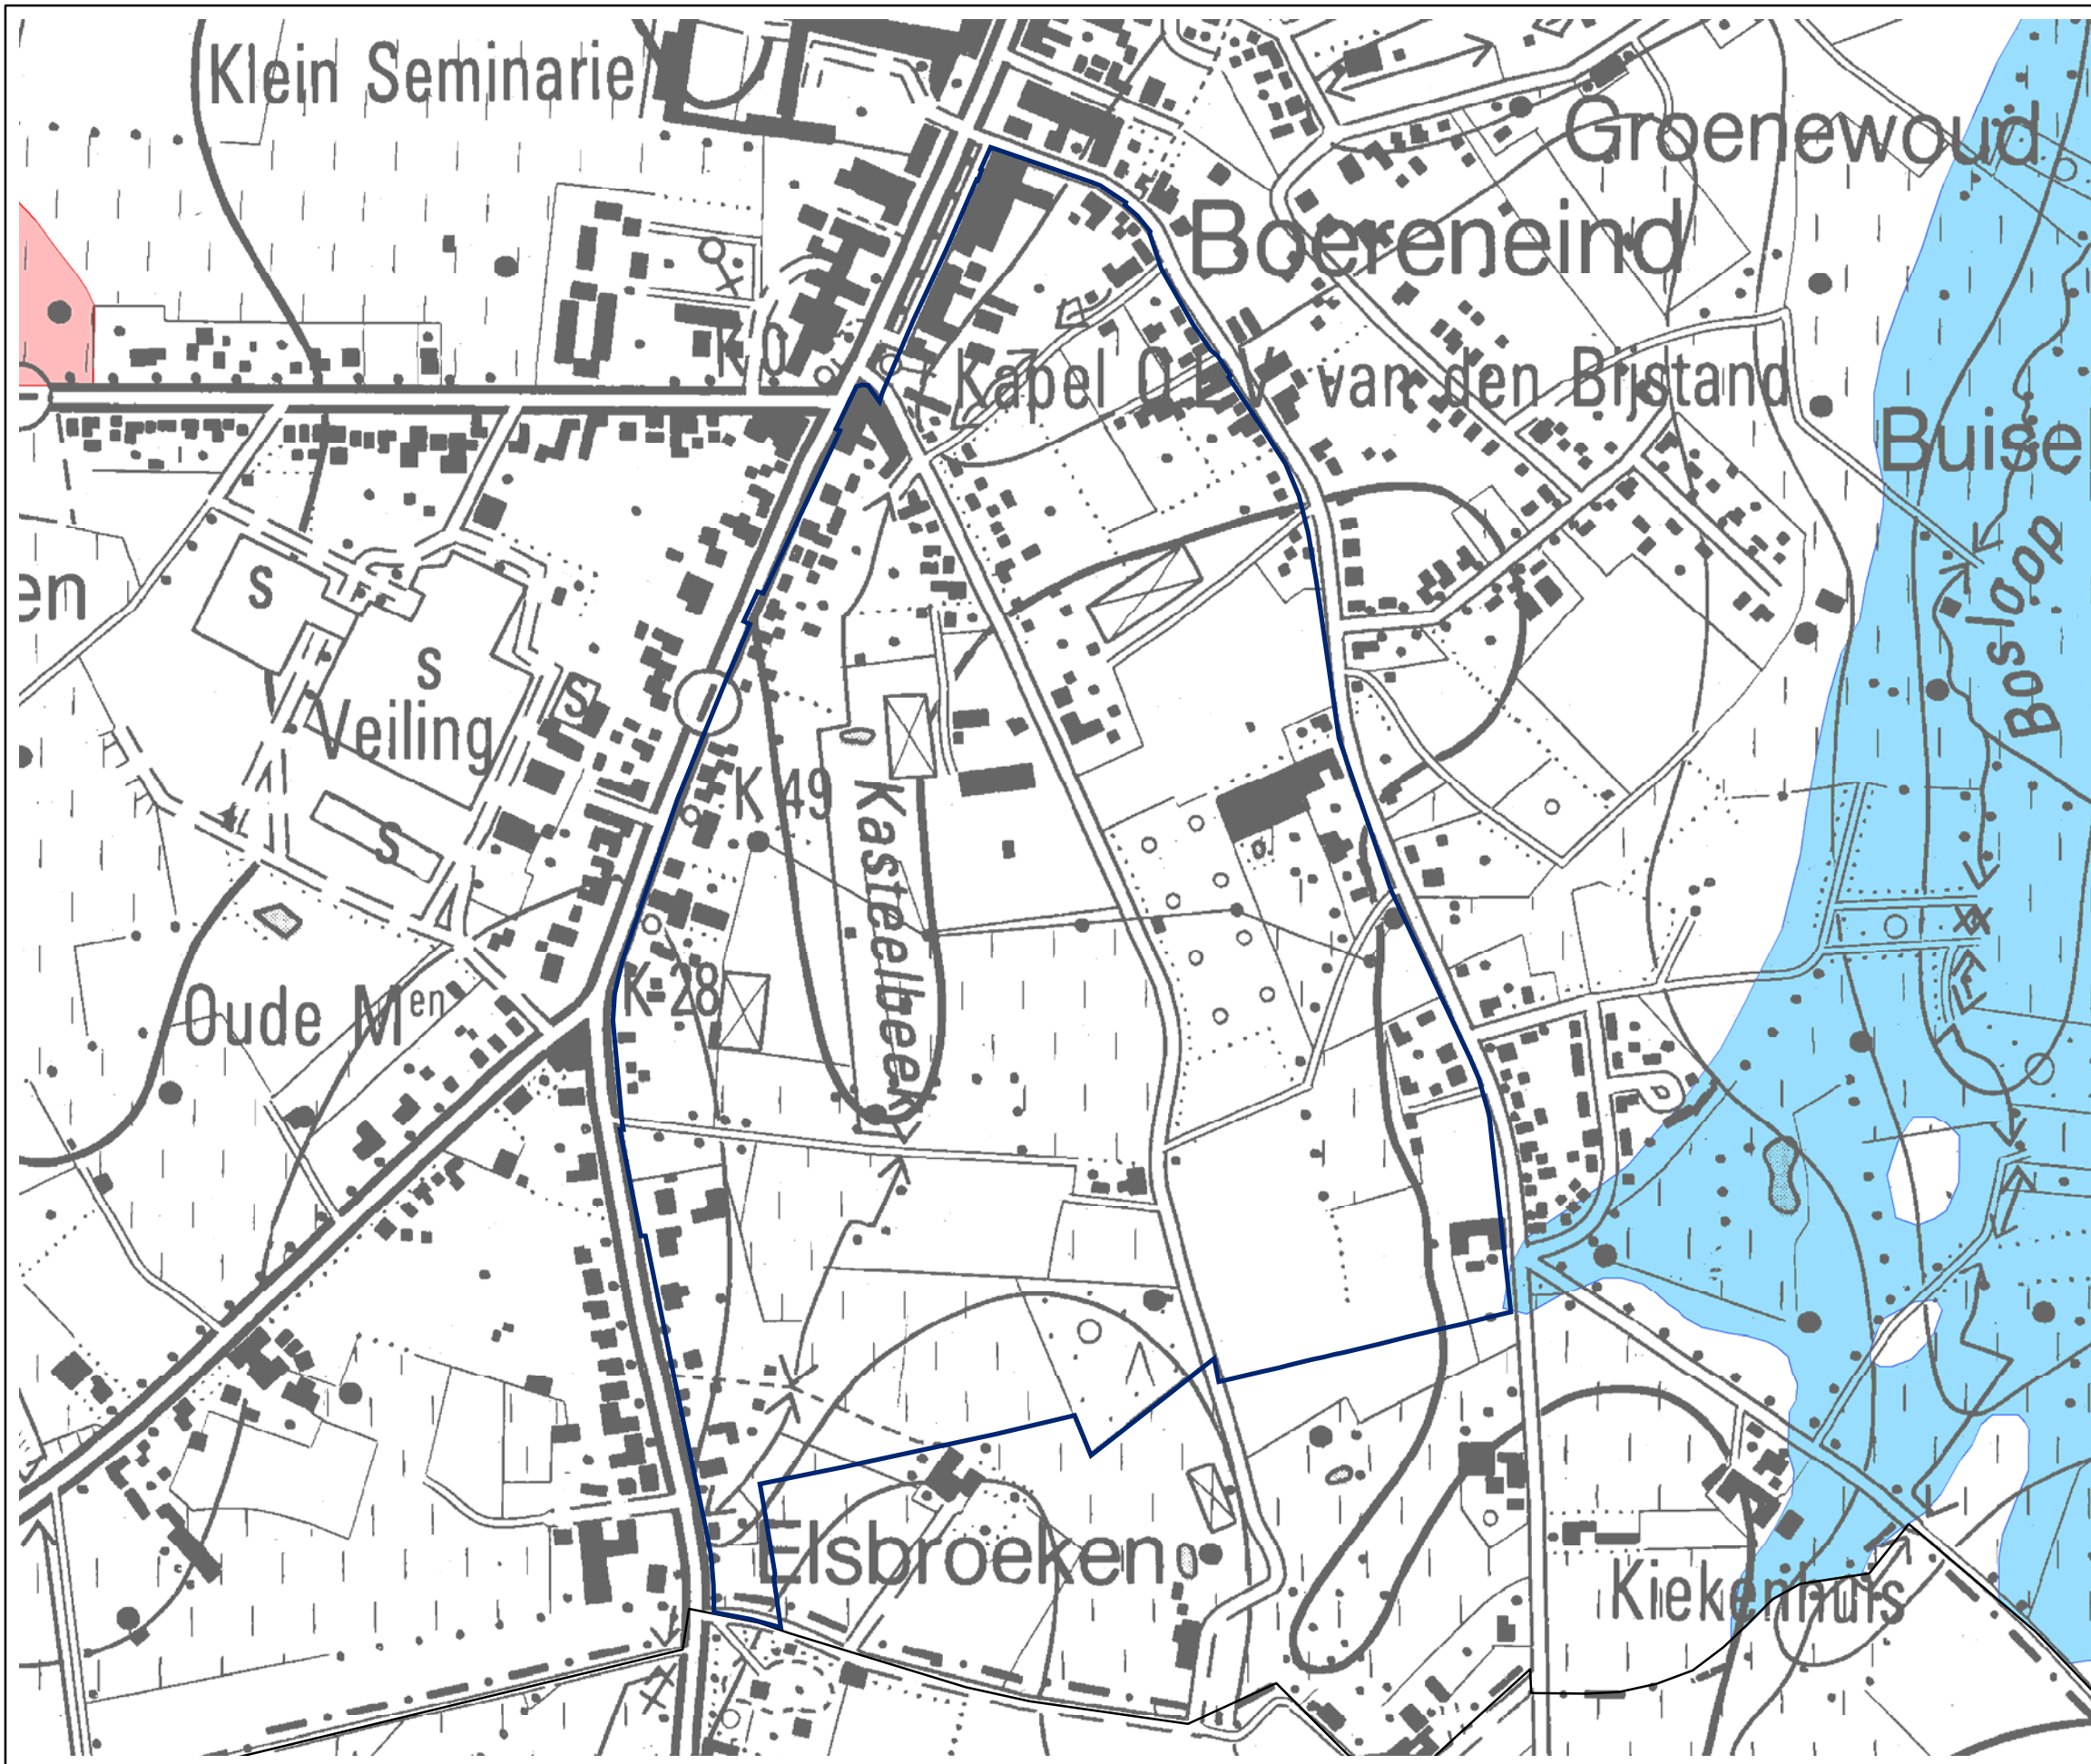 Klein Seminarie
Groenewoud
Boereneind
K 0
Kapel O.L.V. van den Bijstand
Buisel
en
S
S
S
Veiling
S
Bosloop
K 49
Kasteelbeek
K 28
Oude Men
Elsbroeken
Kiekenhuis